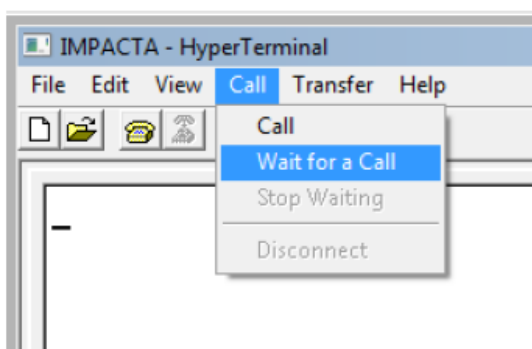 IMPACTA - HyperTerminal
File Edit View Call Transfer Help
Call
Wait for a Call
Stop Waiting
Disconnect